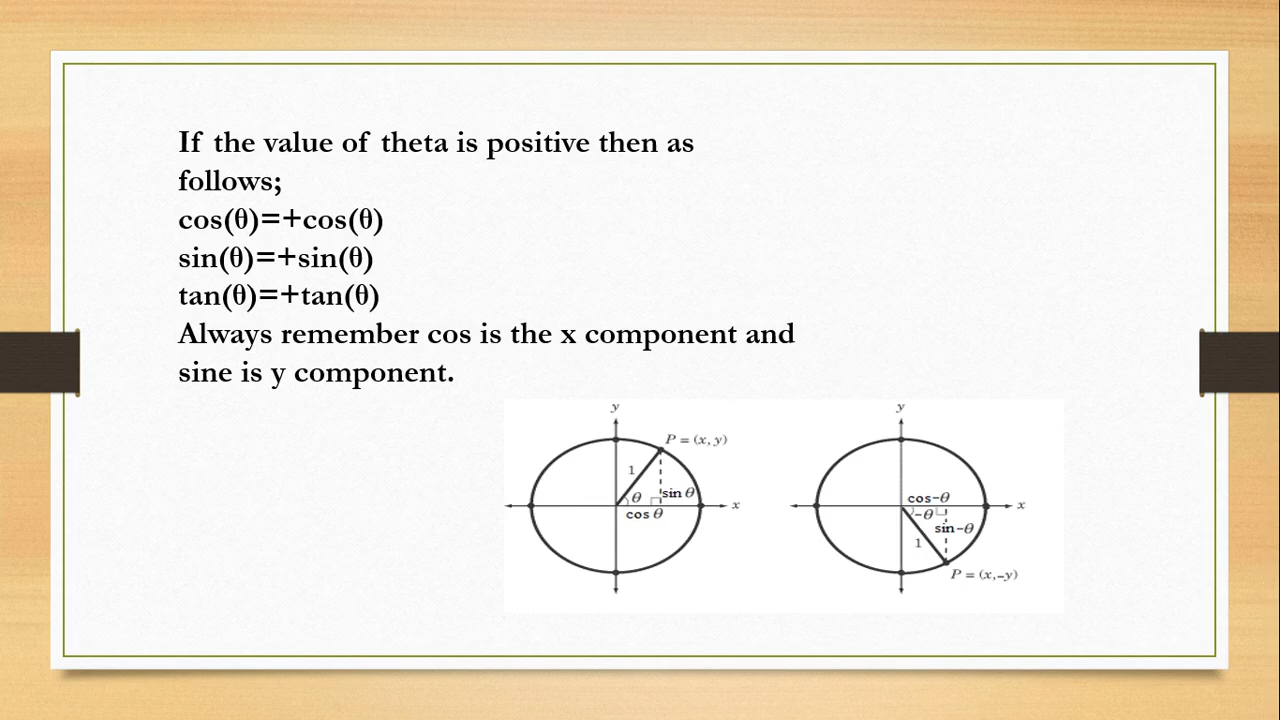 If the value of theta is positive then as
follows;
cos(θ)=+cos(θ)
sin(θ)=+sin(θ)
tan(θ)=+tan(θ)
Always remember cos is the x component and
sine is y component.
y
P = (x, y)
1
θ
sin θ
cos θ
x
y
cos-θ
x
-θ
sin-θ
1
P = (x,-y)